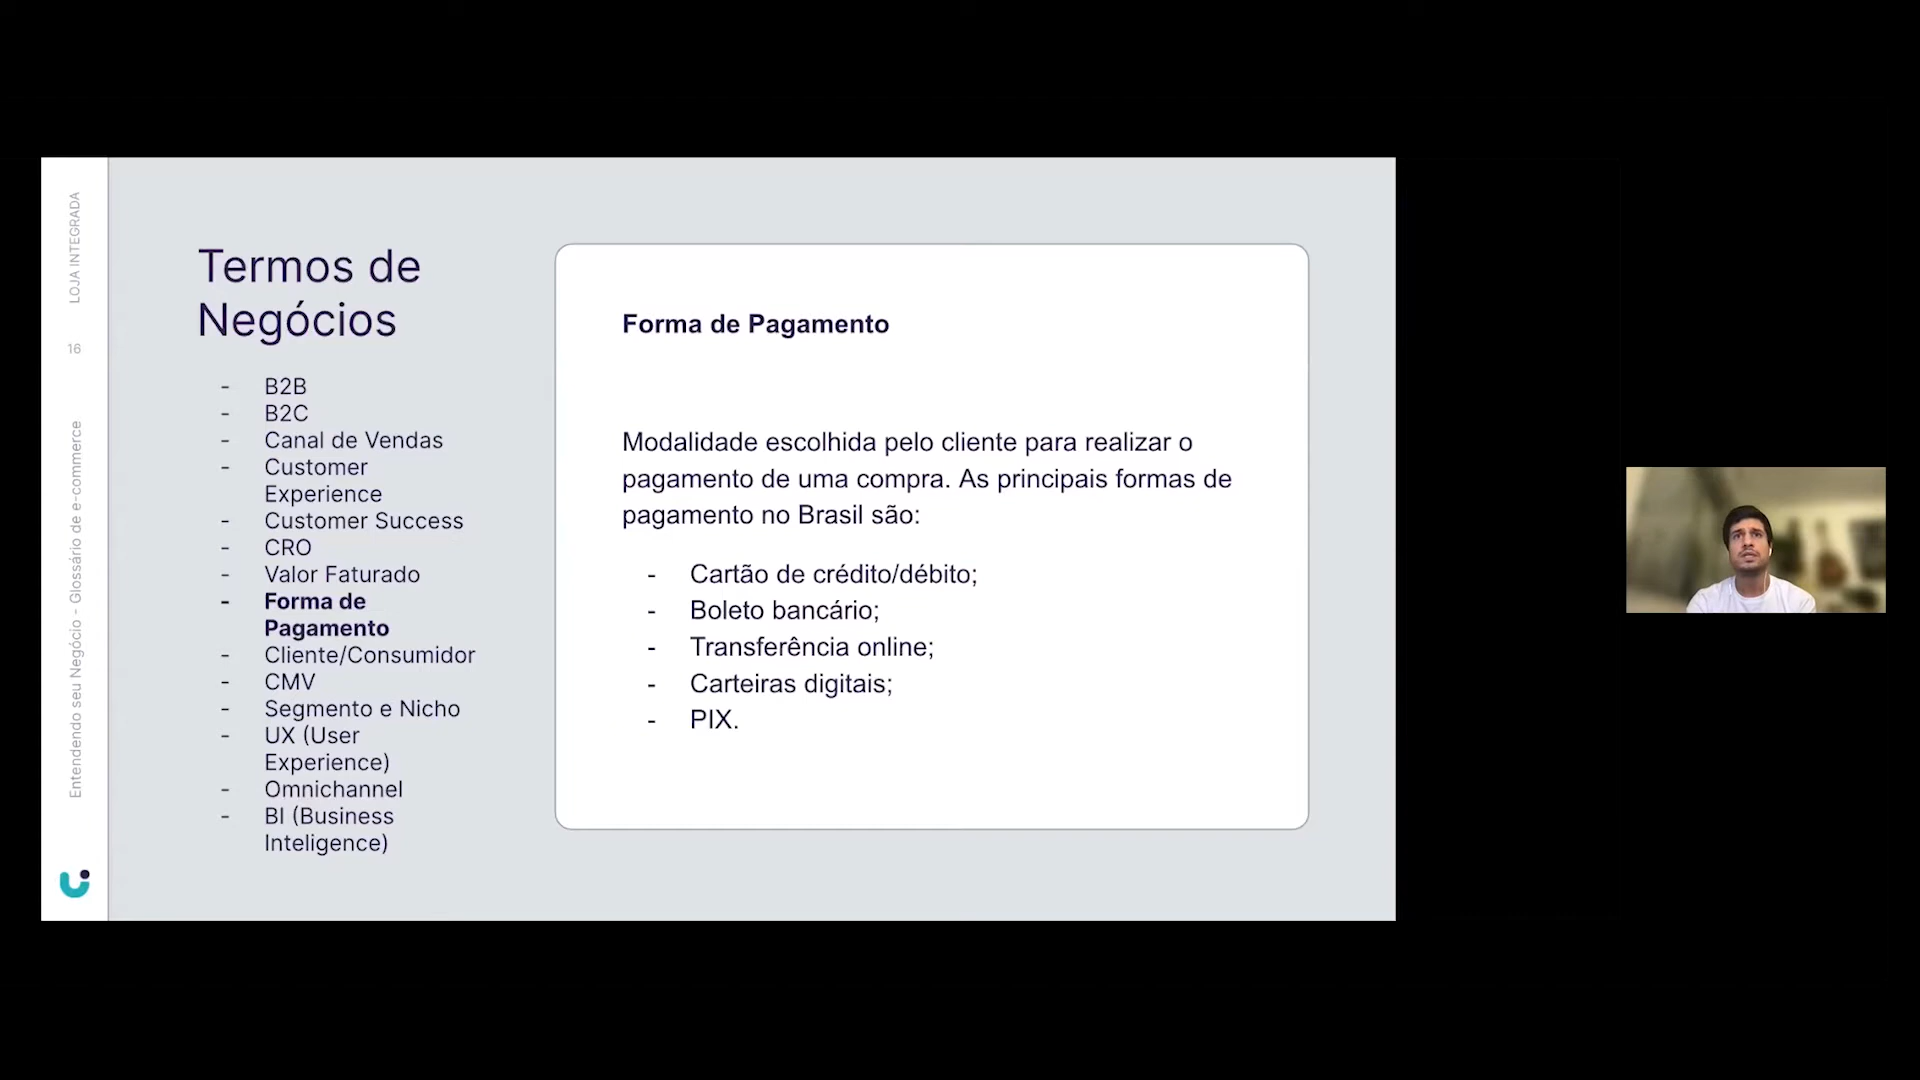 LOJA INTEGRADA
16
Entendendo seu Negócio - Glossário de e-commerce
Termos de
Negócios
- B2B
- B2C
- Canal de Vendas
- Customer
Experience
- Customer Success
- CRO
- Valor Faturado
- Forma de
Pagamento
- Cliente/Consumidor
- CMV
- Segmento e Nicho
- UX (User
Experience)
- Omnichannel
- BI (Business
Inteligence)
Forma de Pagamento
Modalidade escolhida pelo cliente para realizar o
pagamento de uma compra. As principais formas de
pagamento no Brasil são:
- Cartão de crédito/débito;
- Boleto bancário;
- Transferência online;
- Carteiras digitais;
- PIX.